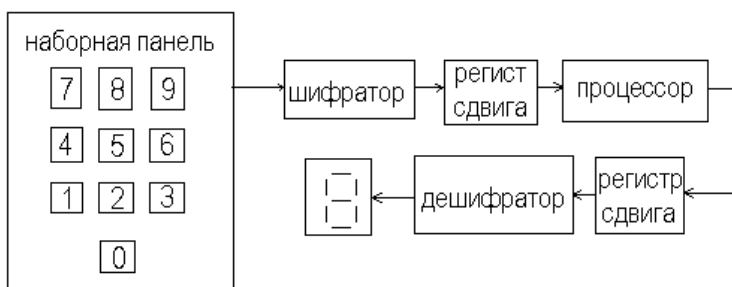 наборная панель
7 8 9
4 5 6
1 2 3
0
шифратор
регист
сдвига
процессор
дешифратор
регистр
сдвига